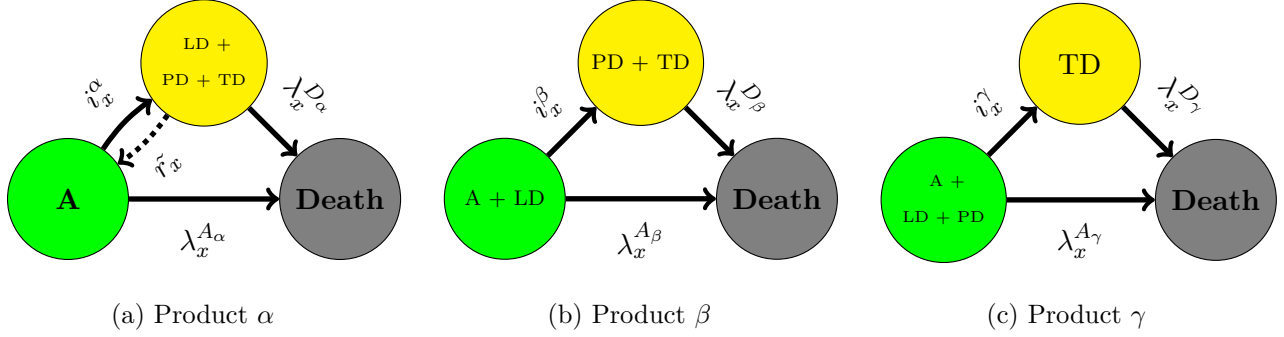 LD +
PD + TD
i_x^α
r̃_x
λ_x^{D_α}
A
Death
λ_x^{A_α}
(a) Product α
PD + TD
i_x^β
λ_x^{D_β}
A + LD
Death
λ_x^{A_β}
(b) Product β
TD
i_x^γ
λ_x^{D_γ}
A +
LD + PD
Death
λ_x^{A_γ}
(c) Product γ